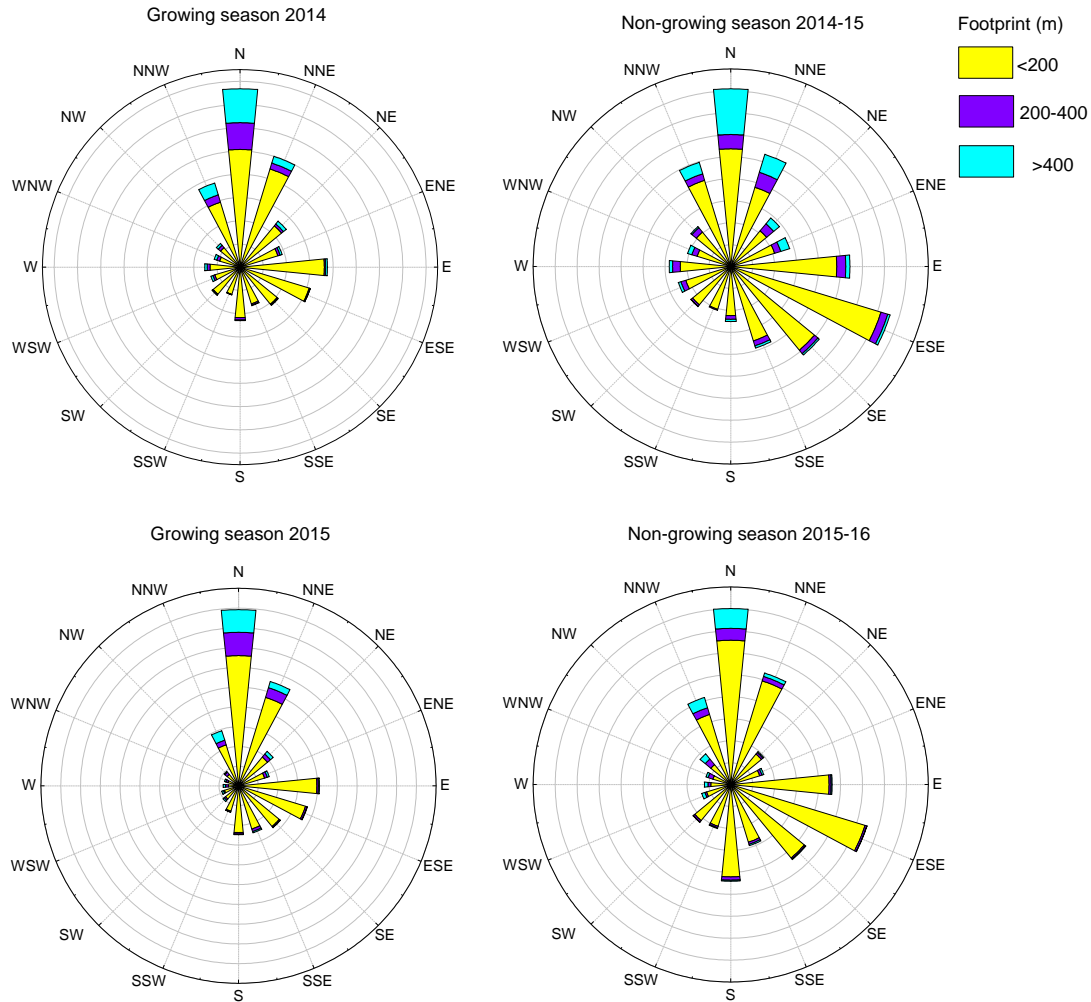 Growing season 2014
N
NNE
NE
ENE
E
ESE
SE
SSE
S
SSW
SW
WSW
W
WNW
NW
NNW
Non-growing season 2014-15
N
NNE
NE
ENE
E
ESE
SE
SSE
S
SSW
SW
WSW
W
WNW
NW
NNW
Footprint (m)
<200
200-400
>400
Growing season 2015
N
NNE
NE
ENE
E
ESE
SE
SSE
S
SSW
SW
WSW
W
WNW
NW
NNW
Non-growing season 2015-16
N
NNE
NE
ENE
E
ESE
SE
SSE
S
SSW
SW
WSW
W
WNW
NW
NNW